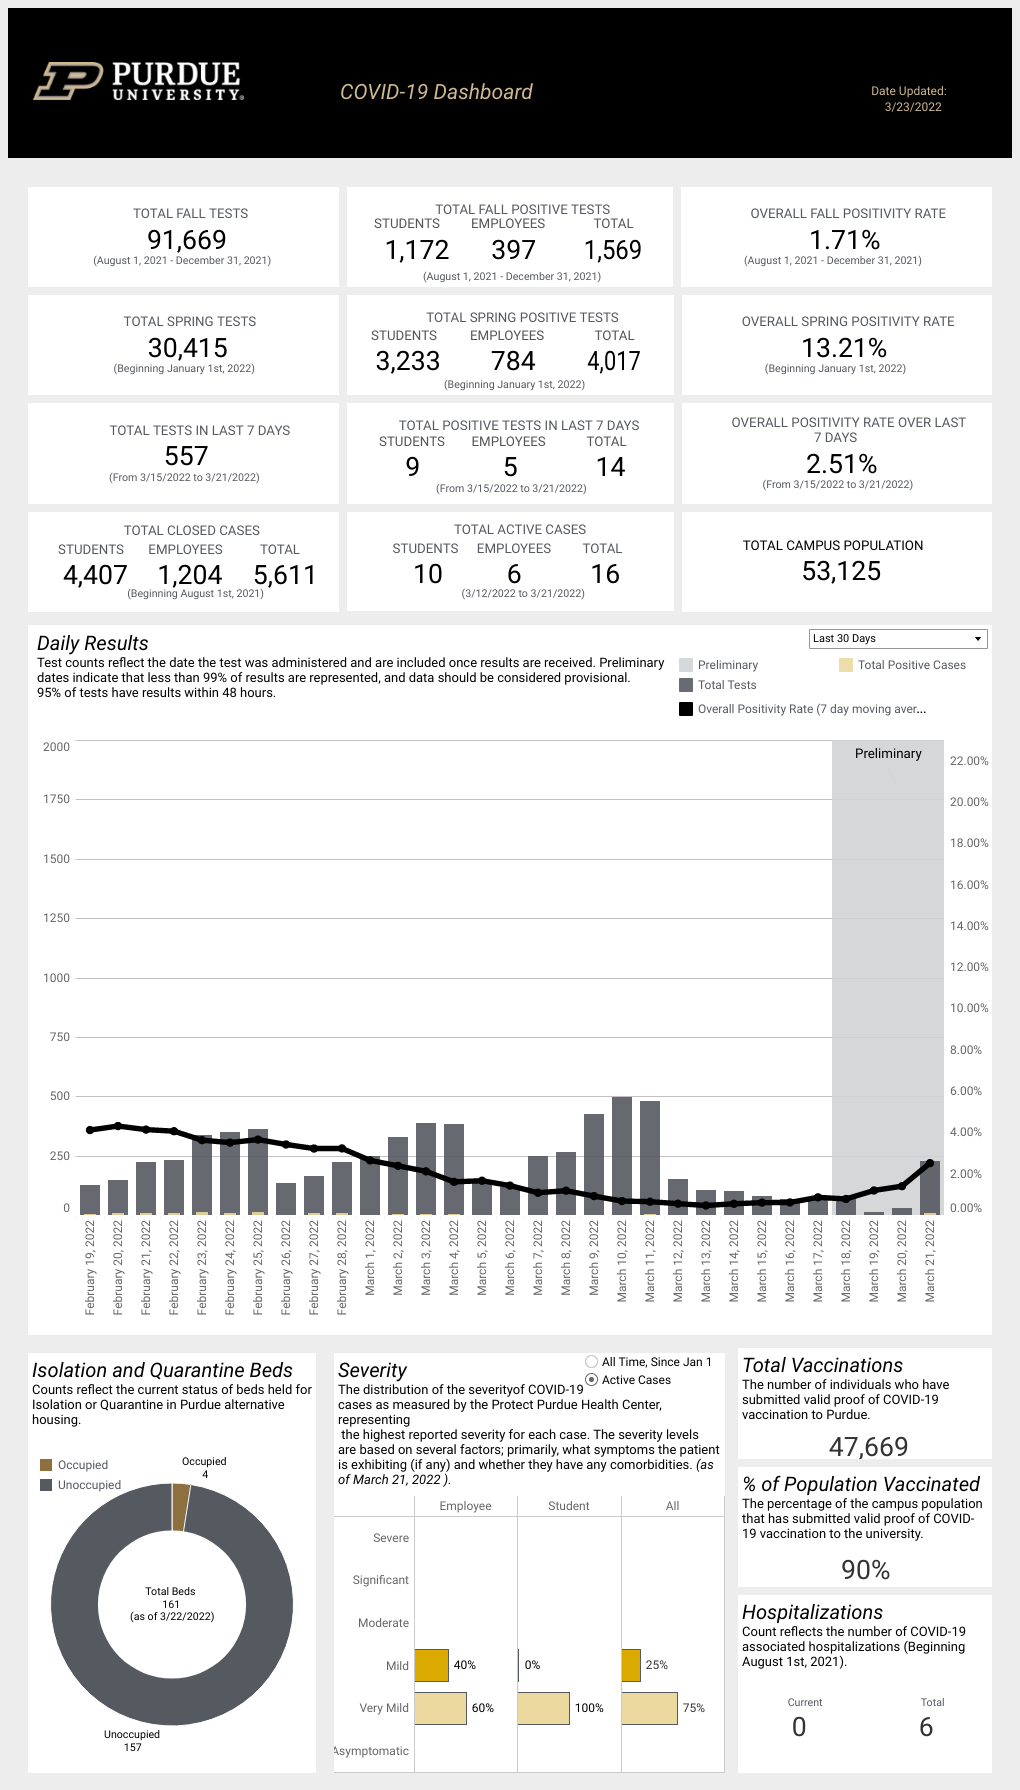 PURDUE
UNIVERSITY®
COVID-19 Dashboard
Date Updated:
3/23/2022
TOTAL FALL TESTS
91,669
(August 1, 2021 - December 31, 2021)
TOTAL FALL POSITIVE TESTS
STUDENTS EMPLOYEES TOTAL
1,172 397 1,569
(August 1, 2021 - December 31, 2021)
OVERALL FALL POSITIVITY RATE
1.71%
(August 1, 2021 - December 31, 2021)
TOTAL SPRING TESTS
30,415
(Beginning January 1st, 2022)
TOTAL SPRING POSITIVE TESTS
STUDENTS EMPLOYEES TOTAL
3,233 784 4,017
(Beginning January 1st, 2022)
OVERALL SPRING POSITIVITY RATE
13.21%
(Beginning January 1st, 2022)
TOTAL TESTS IN LAST 7 DAYS
557
(From 3/15/2022 to 3/21/2022)
TOTAL POSITIVE TESTS IN LAST 7 DAYS
STUDENTS EMPLOYEES TOTAL
9 5 14
(From 3/15/2022 to 3/21/2022)
OVERALL POSITIVITY RATE OVER LAST
7 DAYS
2.51%
(From 3/15/2022 to 3/21/2022)
TOTAL CLOSED CASES
STUDENTS EMPLOYEES TOTAL
4,407 1,204 5,611
(Beginning August 1st, 2021)
TOTAL ACTIVE CASES
STUDENTS EMPLOYEES TOTAL
10 6 16
(3/12/2022 to 3/21/2022)
TOTAL CAMPUS POPULATION
53,125
Daily Results
Test counts reflect the date the test was administered and are included once results are received. Preliminary
dates indicate that less than 99% of results are represented, and data should be considered provisional.
95% of tests have results within 48 hours.
Last 30 Days
Preliminary
Total Positive Cases
Total Tests
Overall Positivity Rate (7 day moving aver...
Preliminary
2000
1750
1500
1250
1000
750
500
250
0
22.00%
20.00%
18.00%
16.00%
14.00%
12.00%
10.00%
8.00%
6.00%
4.00%
2.00%
0.00%
February 19, 2022
February 20, 2022
February 21, 2022
February 22, 2022
February 23, 2022
February 24, 2022
February 25, 2022
February 26, 2022
February 27, 2022
February 28, 2022
March 1, 2022
March 2, 2022
March 3, 2022
March 4, 2022
March 5, 2022
March 6, 2022
March 7, 2022
March 8, 2022
March 9, 2022
March 10, 2022
March 11, 2022
March 12, 2022
March 13, 2022
March 14, 2022
March 15, 2022
March 16, 2022
March 17, 2022
March 18, 2022
March 19, 2022
March 20, 2022
March 21, 2022
Isolation and Quarantine Beds
Counts reflect the current status of beds held for
Isolation or Quarantine in Purdue alternative
housing.
Occupied
Unoccupied
Occupied
4
Total Beds
161
(as of 3/22/2022)
Unoccupied
157
Severity
All Time, Since Jan 1
Active Cases
The distribution of the severityof COVID-19
cases as measured by the Protect Purdue Health Center,
representing
the highest reported severity for each case. The severity levels
are based on several factors; primarily, what symptoms the patient
is exhibiting (if any) and whether they have any comorbidities. (as
of March 21, 2022 ).
Employee Student All
Severe
Significant
Moderate
Mild 40% 0% 25%
Very Mild 60% 100% 75%
Asymptomatic
Total Vaccinations
The number of individuals who have
submitted valid proof of COVID-19
vaccination to Purdue.
47,669
% of Population Vaccinated
The percentage of the campus population
that has submitted valid proof of COVID-
19 vaccination to the university.
90%
Hospitalizations
Count reflects the number of COVID-19
associated hospitalizations (Beginning
August 1st, 2021).
Current Total
0 6